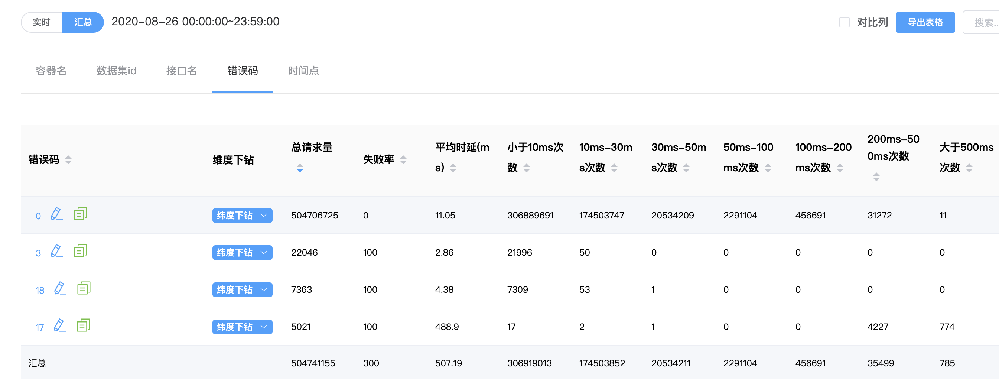 实时 汇总 2020-08-26 00:00:00~23:59:00 对比列 导出表格 搜索...
容器名 数据集id 接口名 错误码 时间点
错误码 维度下钻 总请求量 失败率 平均时延(ms) 小于10ms次数 10ms-30ms次数 30ms-50ms次数 50ms-100ms次数 100ms-200ms次数 200ms-500ms次数 大于500ms次数
0 纬度下钻 504706725 0 11.05 306889691 174503747 20534209 2291104 456691 31272 11
3 纬度下钻 22046 100 2.86 21996 50 0 0 0 0 0
18 纬度下钻 7363 100 4.38 7309 53 1 0 0 0 0
17 纬度下钻 5021 100 488.9 17 2 1 0 0 4227 774
汇总 504741155 300 507.19 306919013 174503852 20534211 2291104 456691 35499 785